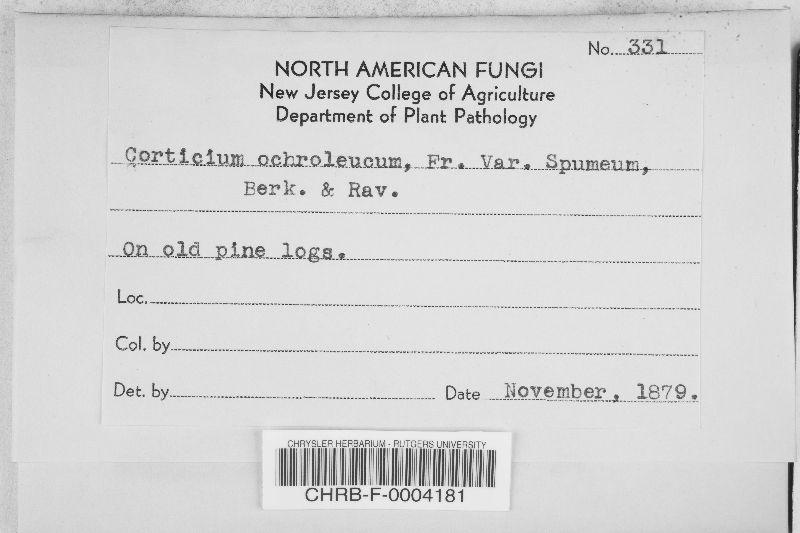 No. 331
NORTH AMERICAN FUNGI
New Jersey College of Agriculture
Department of Plant Pathology
Corticium ochroleucum, Fr. Var. Spumeum,
Berk. & Rav.
On old pine logs.
Loc.
Col. by
Det. by Date November, 1879.
CHRYSLER HERBARIUM - RUTGERS UNIVERSITY
CHRB-F-0004181